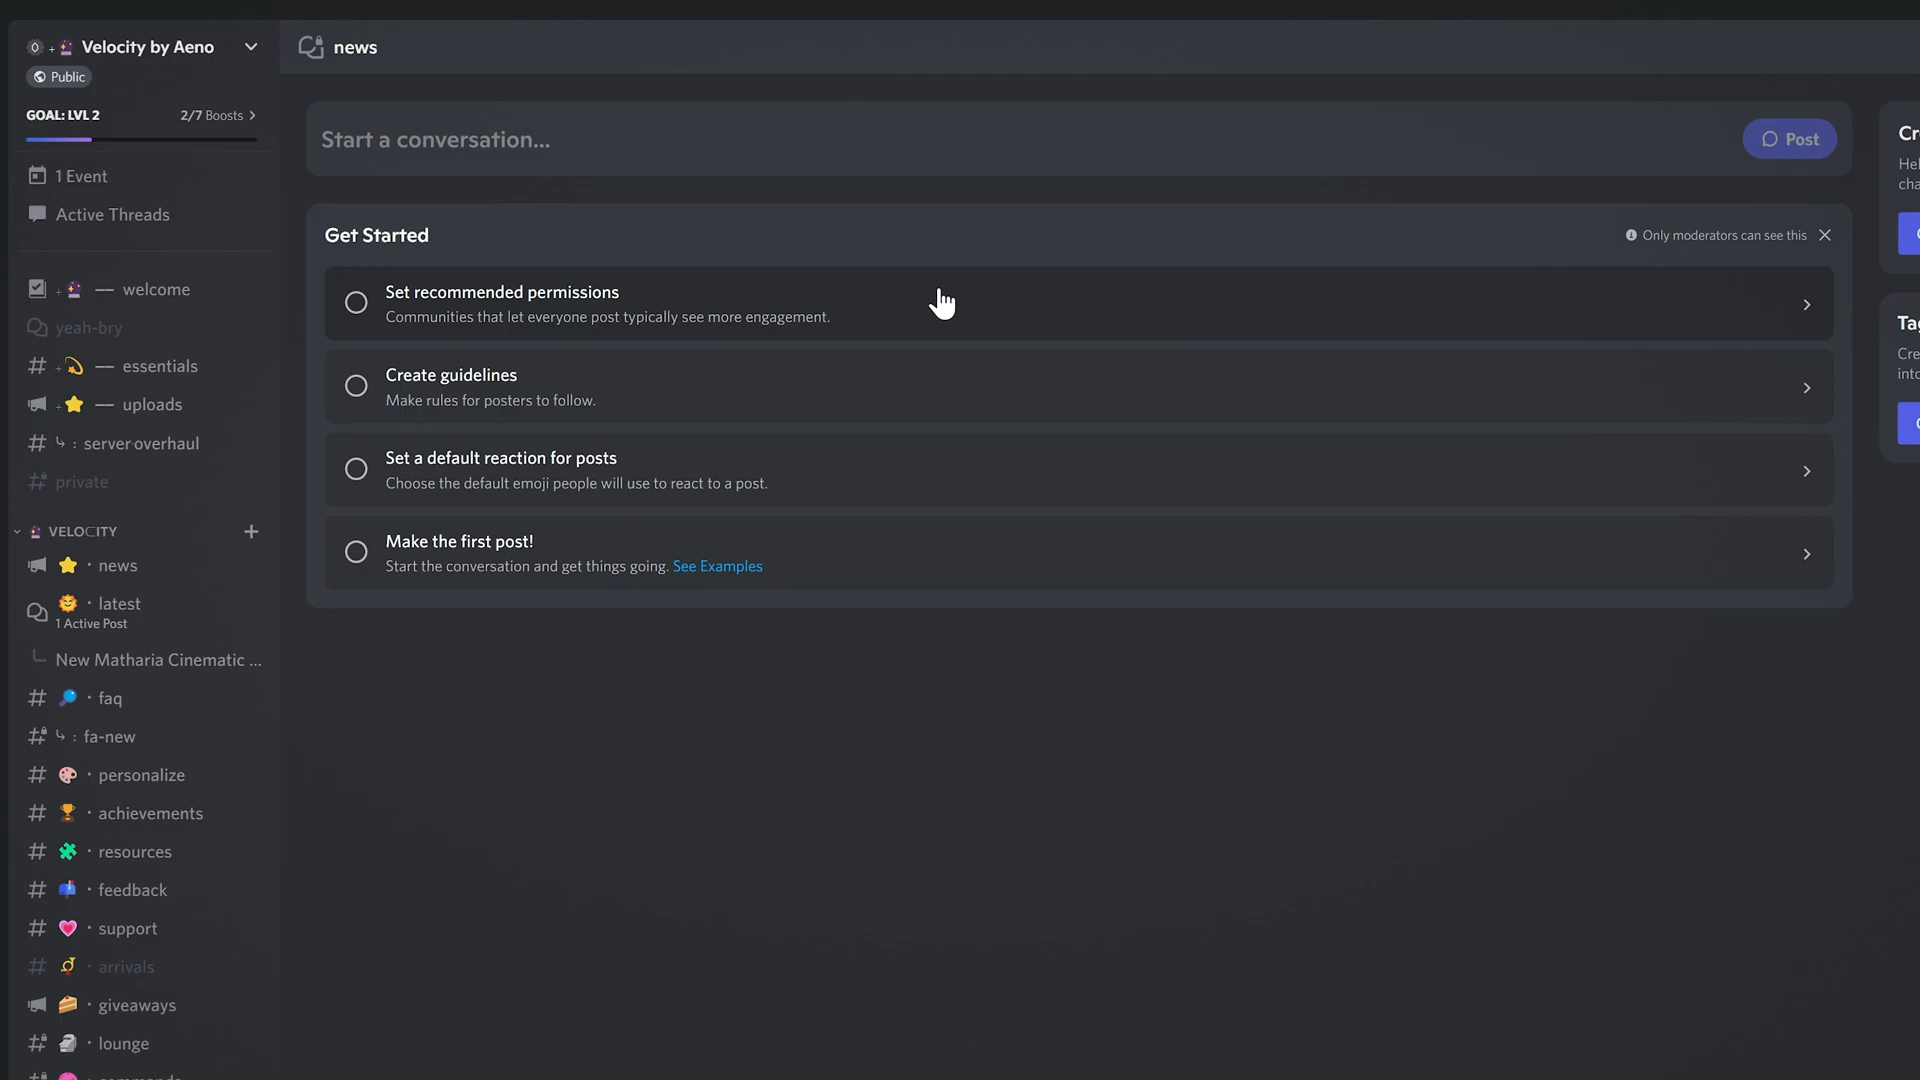 Velocity by Aeno
Public
GOAL: LVL 2
2/7 Boosts
1 Event
Active Threads
welcome
yeah-bry
essentials
uploads
server overhaul
private
VELOCITY
news
latest
1 Active Post
New Matharia Cinematic ...
faq
fa-new
personalize
achievements
resources
feedback
support
arrivals
giveaways
lounge
news
Start a conversation...
Post
Get Started
Only moderators can see this
Set recommended permissions
Communities that let everyone post typically see more engagement.
Create guidelines
Make rules for posters to follow.
Set a default reaction for posts
Choose the default emoji people will use to react to a post.
Make the first post!
Start the conversation and get things going. See Examples